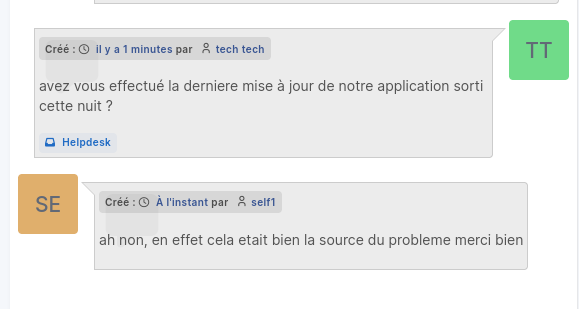 Créé : il y a 1 minutes par tech tech
TT
avez vous effectué la derniere mise à jour de notre application sorti
cette nuit ?
Helpdesk
SE
Créé : À l'instant par self1
ah non, en effet cela etait bien la source du probleme merci bien